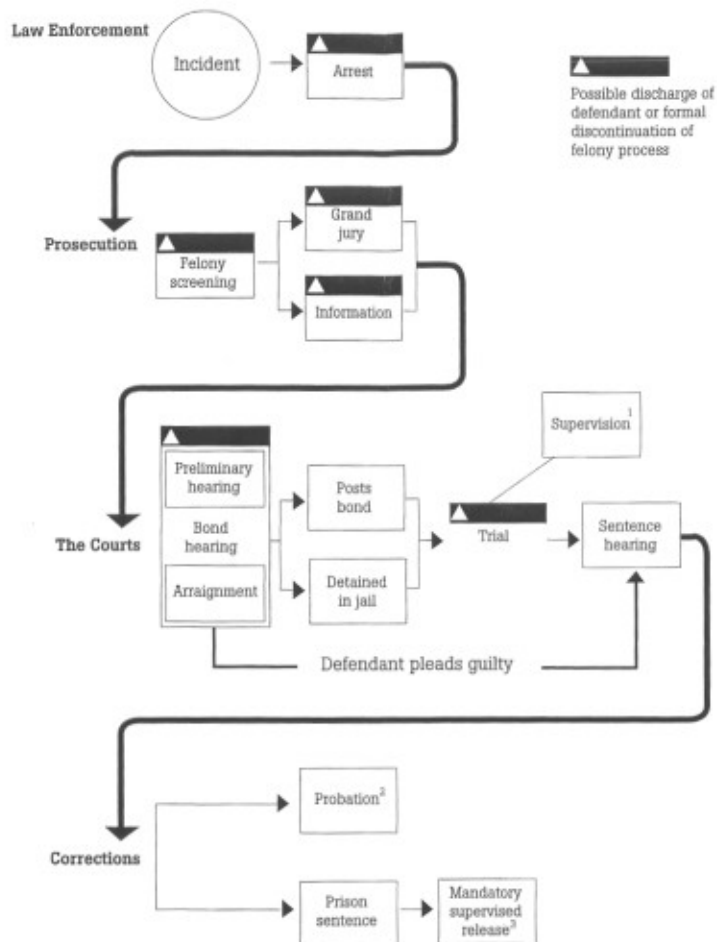 Law Enforcement
Incident
Arrest
Possible discharge of
defendant or formal
discontinuation of
felony process
Prosecution
Felony
screening
Grand
jury
Information
Supervision¹
The Courts
Preliminary
hearing
Bond
hearing
Arraignment
Posts
bond
Detained
in jail
Trial
Sentence
hearing
Defendant pleads guilty
Corrections
Probation²
Prison
sentence
Mandatory
supervised
release³